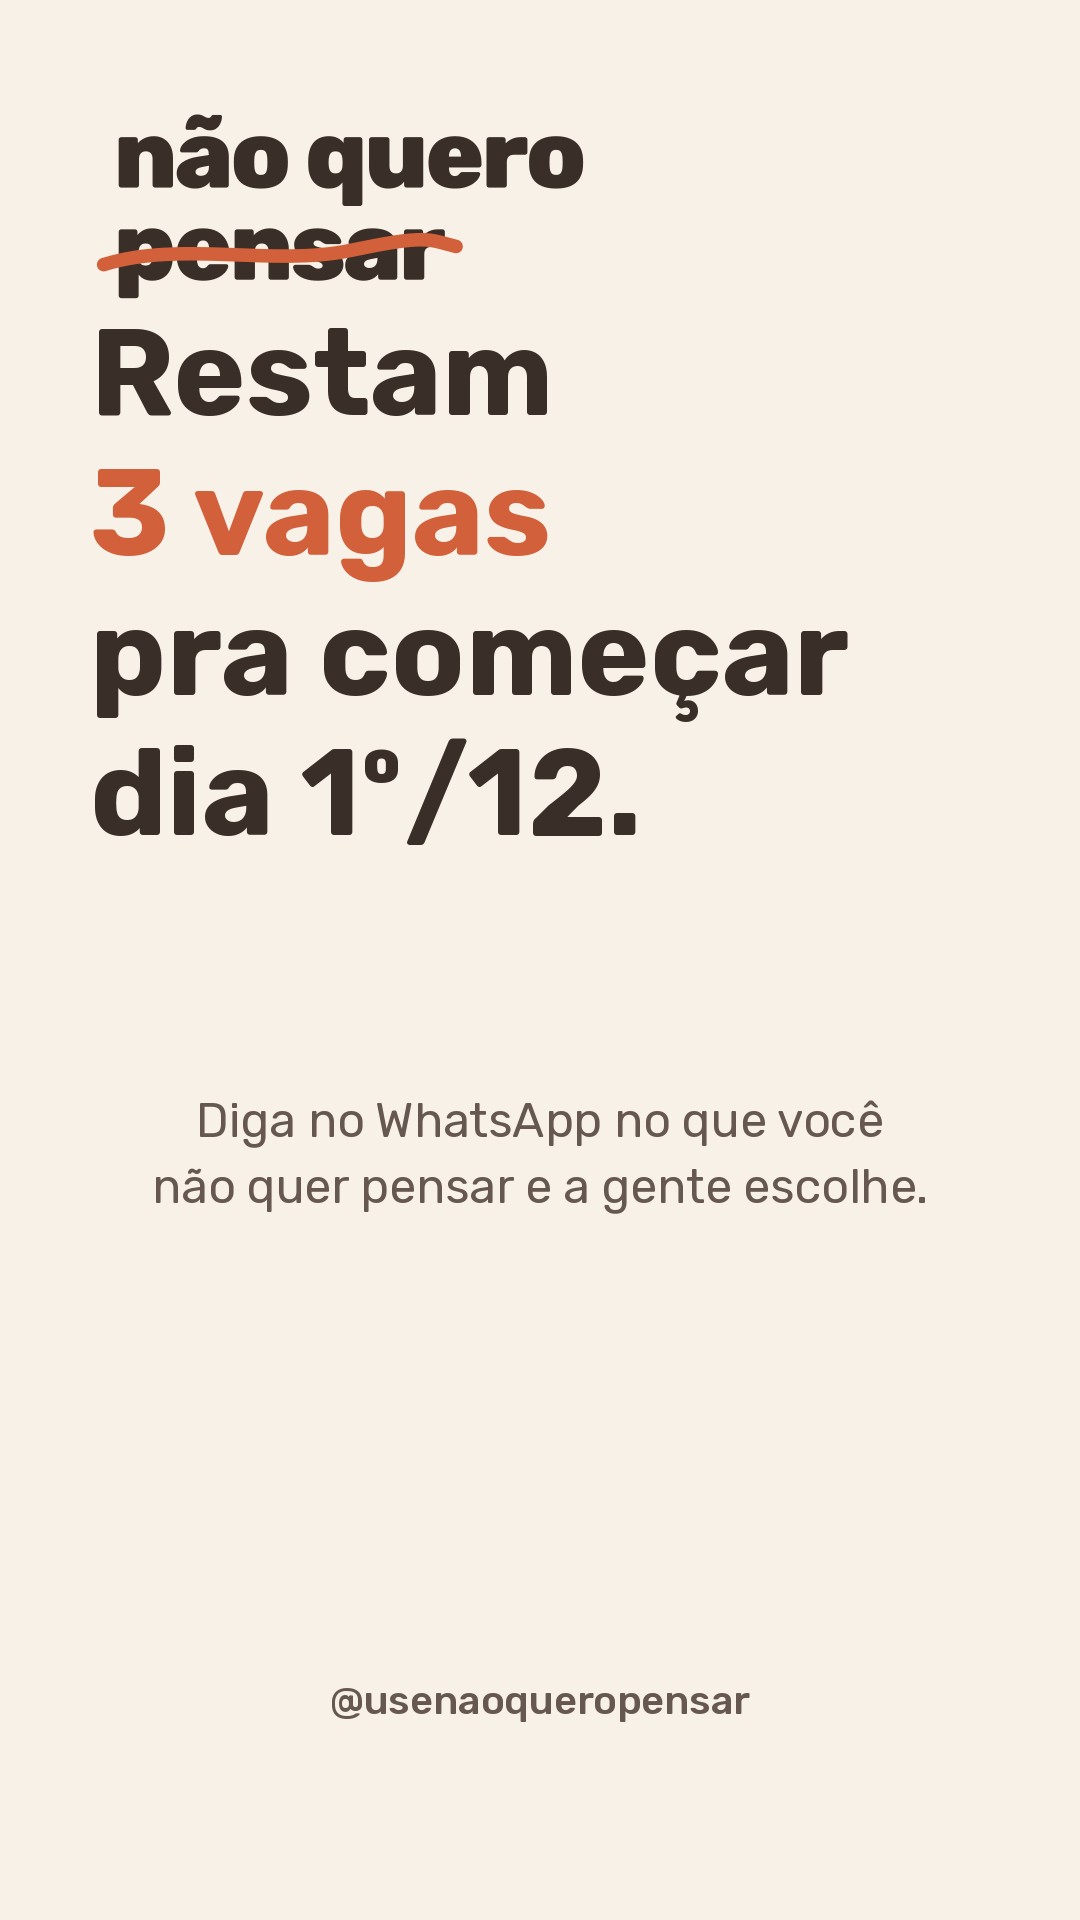 não quero
pensar
Restam
3 vagas
pra começar
dia 1º/12.
Diga no WhatsApp no que você
não quer pensar e a gente escolhe.
@usenaoqueropensar